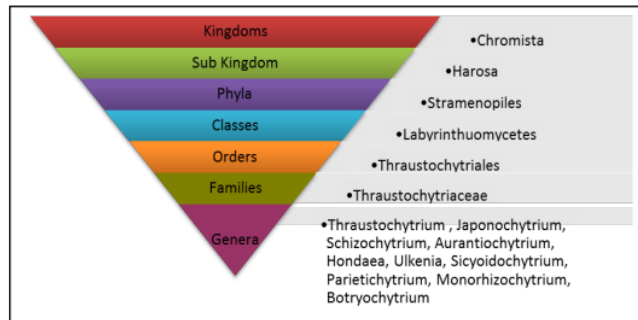 Kingdoms
•Chromista
Sub Kingdom
•Harosa
Phyla
•Stramenopiles
Classes
•Labyrinthuomycetes
Orders
•Thraustochytriales
Families
•Thraustochytriaceae
Genera
•Thraustochytrium , Japonochytrium,
Schizochytrium, Aurantiochytrium,
Hondaea, Ulkenia, Sicyoidochytrium,
Parietichytrium, Monorhizochytrium,
Botryochytrium